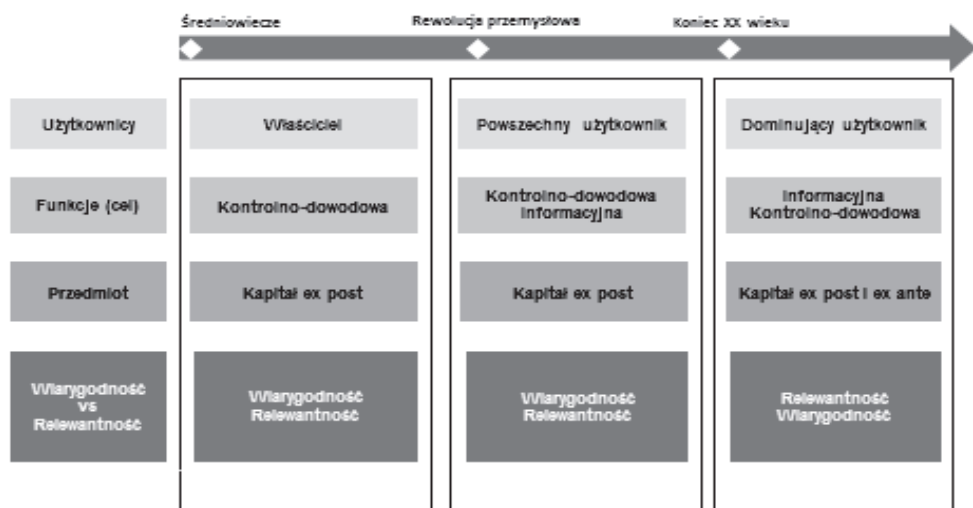 Średniowiecze
Rewolucja przemysłowa
Koniec XX wieku
Użytkownicy
Właściciel
Powszechny użytkownik
Dominujący użytkownik
Funkcje (cel)
Kontrolno-dowodowa
Kontrolno-dowodowa
Informacyjna
Informacyjna
Kontrolno-dowodowa
Przedmiot
Kapitał ex post
Kapitał ex post
Kapitał ex post i ex ante
Wiarygodność
vs
Relewantność
Wiarygodność
Relewantność
Wiarygodność
Relewantność
Relewantność
Wiarygodność